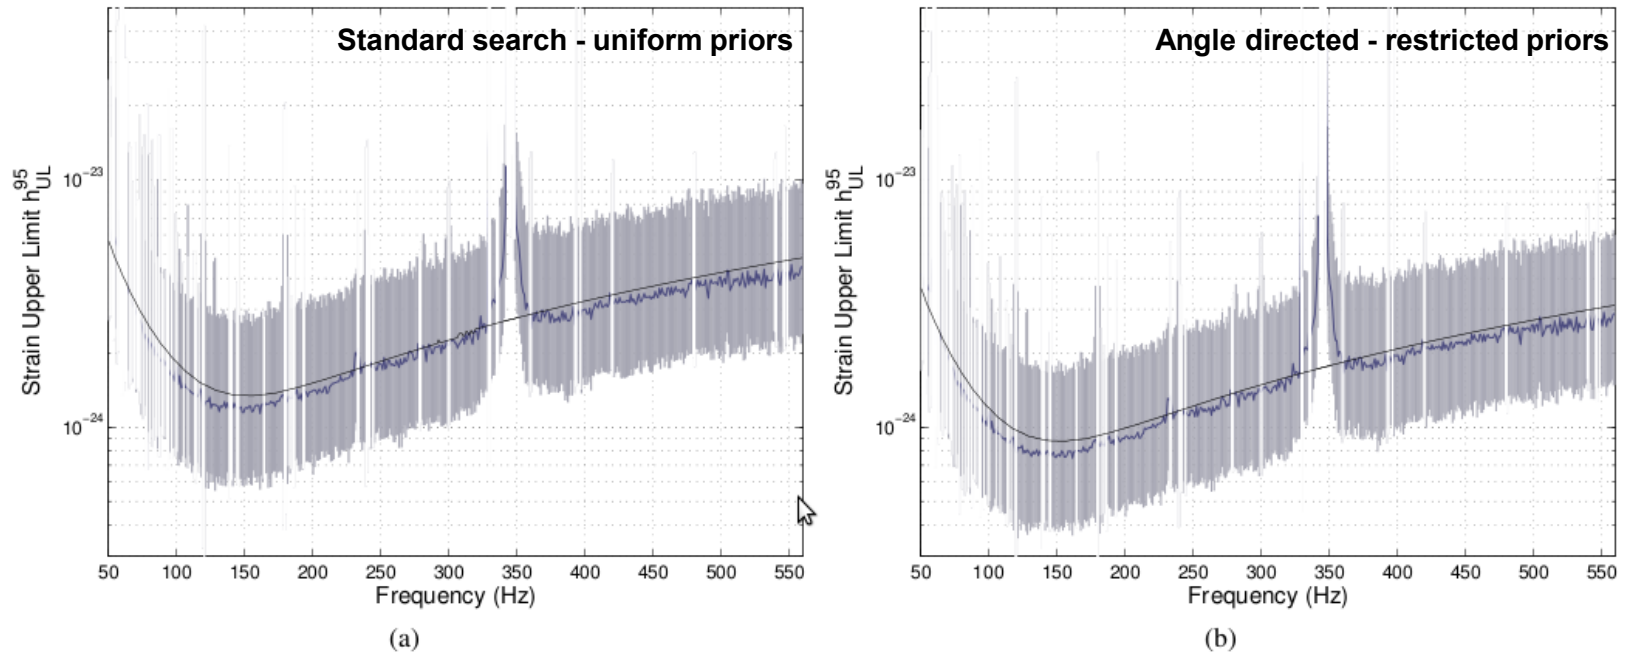 Standard search - uniform priors
Strain Upper Limit h95UL
10−23
10−24
50 100 150 200 250 300 350 400 450 500 550
Frequency (Hz)
(a)
Angle directed - restricted priors
Strain Upper Limit h95UL
10−23
10−24
50 100 150 200 250 300 350 400 450 500 550
Frequency (Hz)
(b)